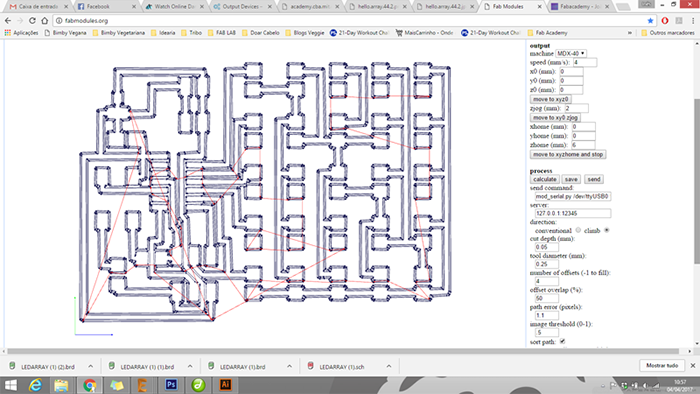 Caixa de entrada
Facebook
Watch Online Do
Output Devices -
academy.cba.mi
hello.array.44.2.
hello.array.44.2.
Fab Modules
Fabacademy »
fabmodules.org
Aplicações
Bimby Vegana
Bimby Vegetariana
Idearia
Tribo
FAB LAB
Doar Cabelo
Blogs Veggie
21-Day Workout Chal
MaisCarrinho - Onde
21-Day Workout Chal
Fab Academy
Outros marcadores
output
machine MDX-40
speed (mm/s): 4
x0 (mm): 0
y0 (mm): 0
z0 (mm): 0
move to xyz0
zjog (mm): 2
move to xy0 zjog
xhome (mm): 0
yhome (mm): 0
zhome (mm): 6
move to xyzhome and stop
process
calculate save send
send command:
mod_serial.py /dev/ttyUSB0
server:
127.0.0.1:12345
direction:
conventional climb
cut depth (mm):
0.05
tool diameter (mm):
0.25
number of offsets (-1 to fill):
4
offset overlap (%):
50
path error (pixels):
1.1
image threshold (0-1):
.5
sort path:
LEDARRAY (1) (2).brd
LEDARRAY (1) (1).brd
LEDARRAY (1).brd
LEDARRAY (1).sch
Mostrar tudo
Ps
Ai
10:57
04/04/2017